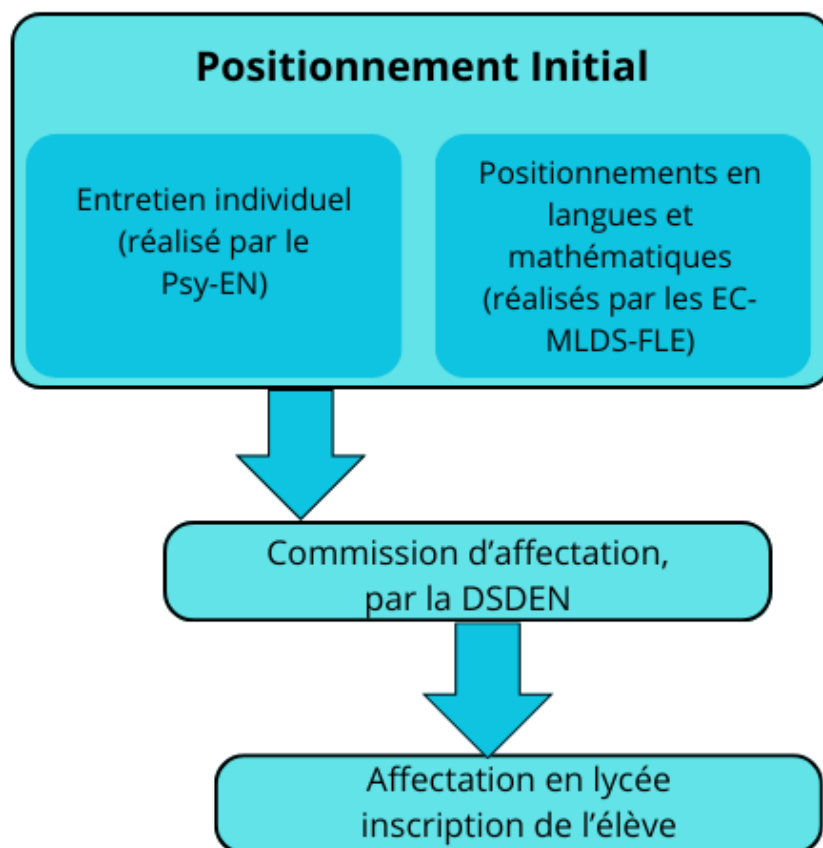 Positionnement Initial
Entretien individuel
(réalisé par le
Psy-EN)
Positionnements en
langues et
mathématiques
(réalisés par les EC-
MLDS-FLE)
Commission d’affectation,
par la DSDEN
Affectation en lycée
inscription de l’élève